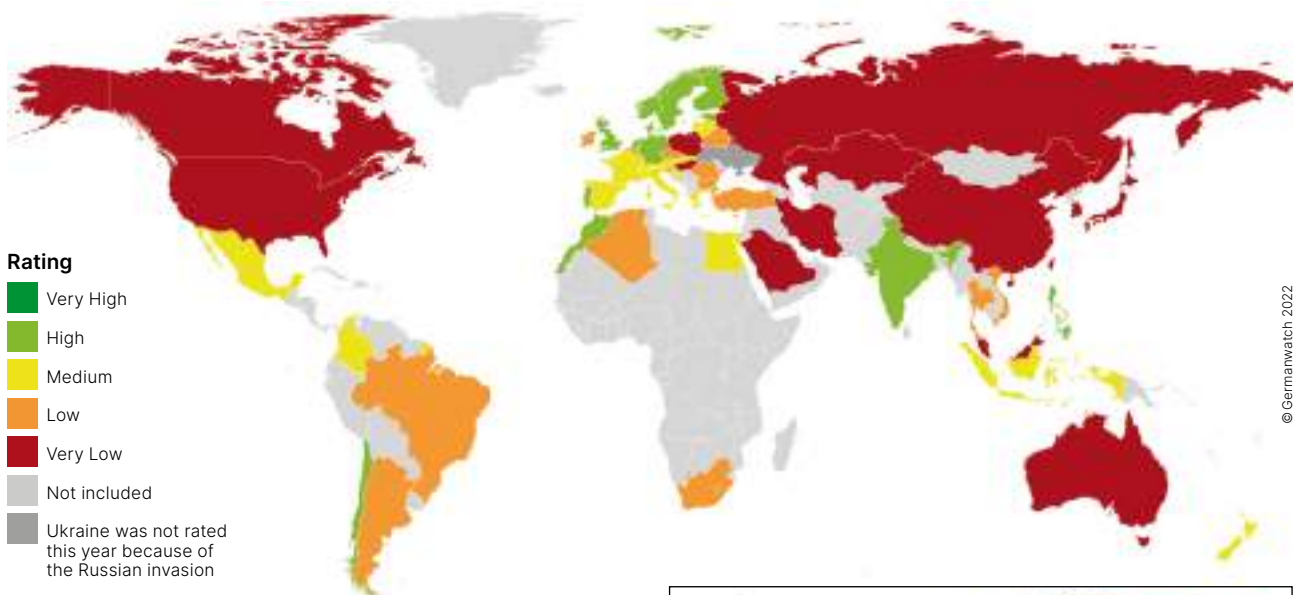 Rating
Very High
High
Medium
Low
Very Low
Not included
Ukraine was not rated
this year because of
the Russian invasion
© Germanwatch 2022